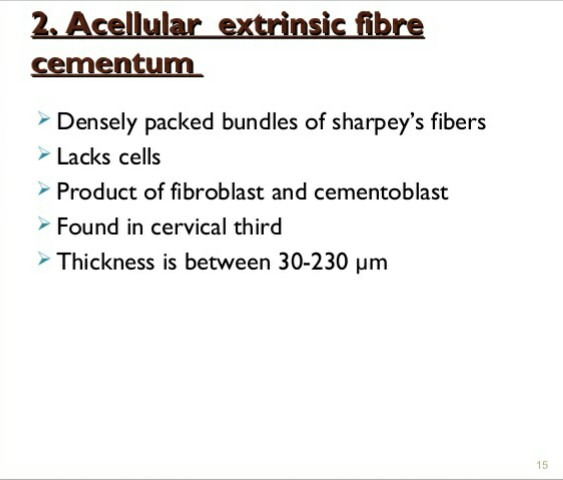 2. Acellular extrinsic fibre
cementum
Densely packed bundles of sharpey's fibers
Lacks cells
Product of fibroblast and cementoblast
Found in cervical third
Thickness is between 30-230 µm
15